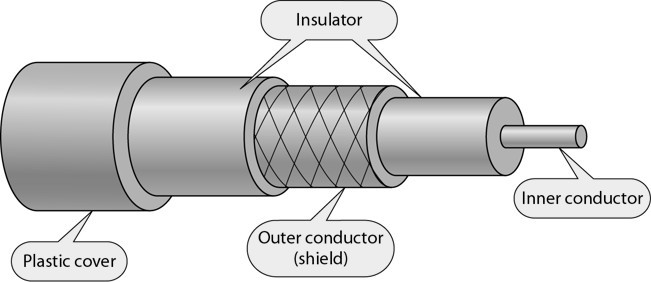 Insulator
Inner conductor
Outer conductor
(shield)
Plastic cover